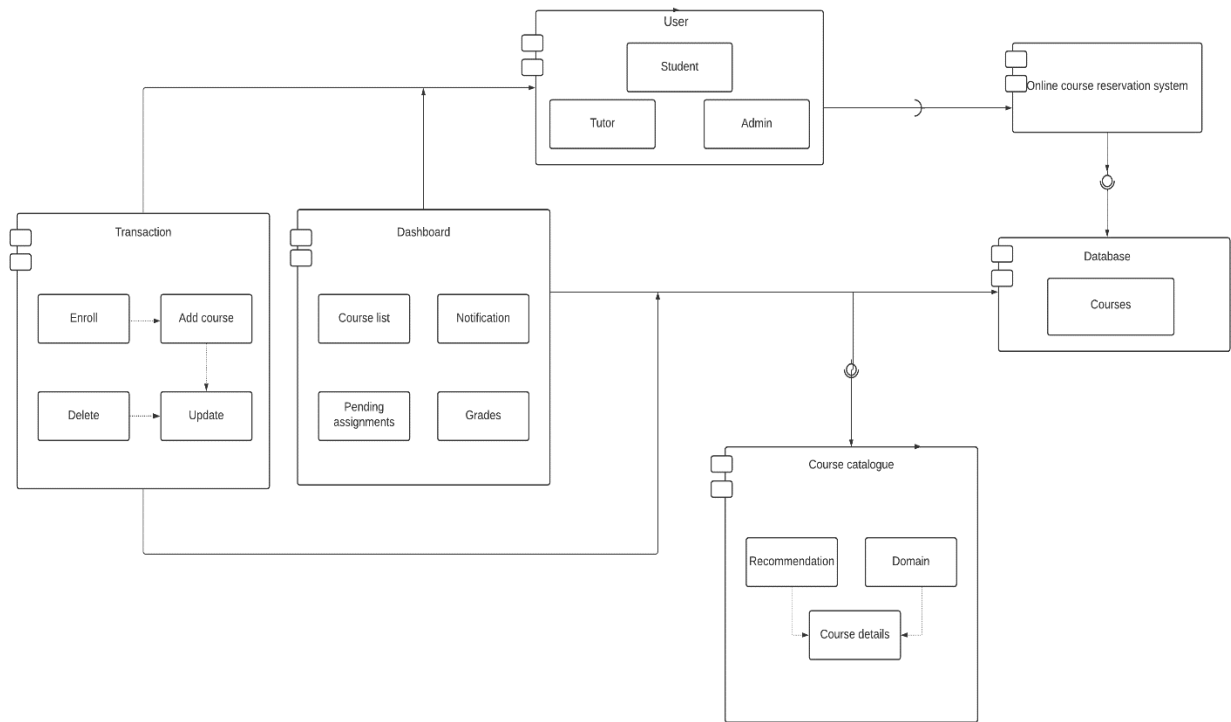 User
Student
Tutor
Admin
Online course reservation system
Transaction
Enroll
Add course
Delete
Update
Dashboard
Course list
Notification
Pending
assignments
Grades
Database
Courses
Course catalogue
Recommendation
Domain
Course details